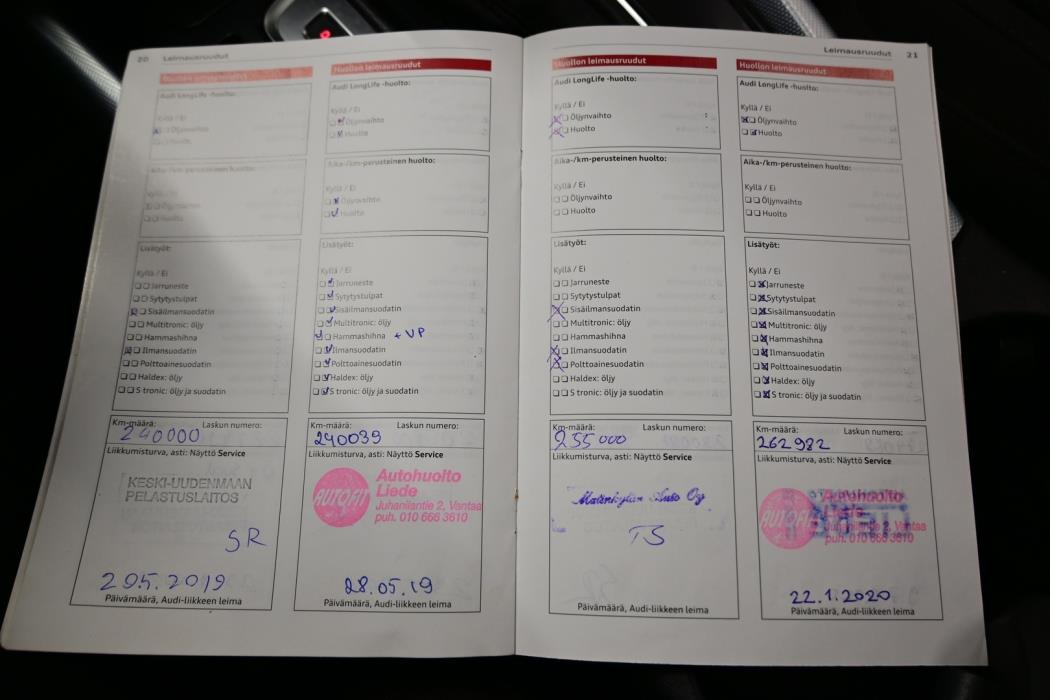 20 Leimausruudut
Huollon leimausruudut
Audi LongLife -huolto:
Kyllä / Ei
Öljynvaihto
Huolto
Aika-/km-perusteinen huolto:
Kyllä / Ei
Öljynvaihto
Huolto
Lisätyöt:
Kyllä / Ei
Jarruneste
Sytytystulpat
Sisäilmansuodatin
Multitronic: öljy
Hammashihna
Ilmansuodatin
Polttoainesuodatin
Haldex: öljy
S tronic: öljy ja suodatin
Km-määrä: Laskun numero:
240000
Liikkumisturva, asti: Näyttö Service
KESKI-UUDENMAAN
PELASTUSLAITOS
SR
2 05. 2019
Päivämäärä, Audi-liikkeen leima
Huollon leimausruudut
Audi LongLife -huolto:
Kyllä / Ei
Öljynvaihto
Huolto
Aika-/km-perusteinen huolto:
Kyllä / Ei
Öljynvaihto
Huolto
Lisätyöt:
Kyllä / Ei
Jarruneste
Sytytystulpat
Sisäilmansuodatin
Multitronic: öljy
Hammashihna + VP
Ilmansuodatin
Polttoainesuodatin
Haldex: öljy
S tronic: öljy ja suodatin
Km-määrä: Laskun numero:
240039
Liikkumisturva, asti: Näyttö Service
AUTOFIT
Autohuolto
Liede
Juhanilantie 2, Vantaa
puh. 010 666 3610
28.05.19
Päivämäärä, Audi-liikkeen leima
Leimausruudut 21
Huollon leimausruudut
Audi LongLife -huolto:
Kyllä / Ei
Öljynvaihto
Huolto
Aika-/km-perusteinen huolto:
Kyllä / Ei
Öljynvaihto
Huolto
Lisätyöt:
Kyllä / Ei
Jarruneste
Sytytystulpat
Sisäilmansuodatin
Multitronic: öljy
Hammashihna
Ilmansuodatin
Polttoainesuodatin
Haldex: öljy
S tronic: öljy ja suodatin
Km-määrä: Laskun numero:
255000
Liikkumisturva, asti: Näyttö Service
Matinkylän Auto Oy
TS
Päivämäärä, Audi-liikkeen leima
Huollon leimausruudut
Audi LongLife -huolto:
Kyllä / Ei
Öljynvaihto
Huolto
Aika-/km-perusteinen huolto:
Kyllä / Ei
Öljynvaihto
Huolto
Lisätyöt:
Kyllä / Ei
Jarruneste
Sytytystulpat
Sisäilmansuodatin
Multitronic: öljy
Hammashihna
Ilmansuodatin
Polttoainesuodatin
Haldex: öljy
S tronic: öljy ja suodatin
Km-määrä: Laskun numero:
262982
Liikkumisturva, asti: Näyttö Service
AUTOFIT
Autohuolto
Juhanilantie 2, Vantaa
puh. 010 666 3610
22.1.2020
Päivämäärä, Audi-liikkeen leima